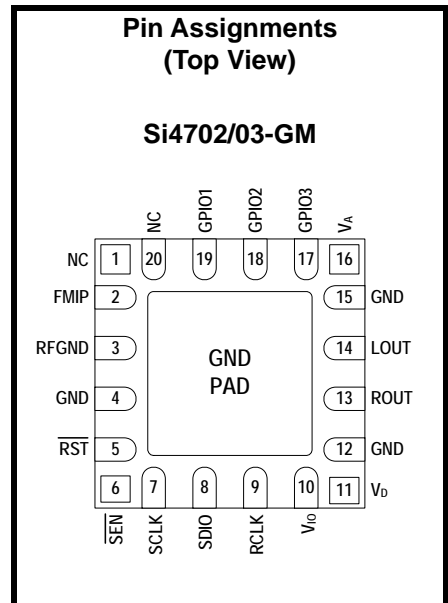 Pin Assignments
(Top View)
Si4702/03-GM
NC GPIO1 GPIO2 GPIO3 VA
NC 1 20 19 18 17 16
FMIP 2 15 GND
RFGND 3 14 LOUT
GND PAD
GND 4 13 ROUT
RST 5 12 GND
6 7 8 9 10 11 VD
SEN SCLK SDIO RCLK VIO